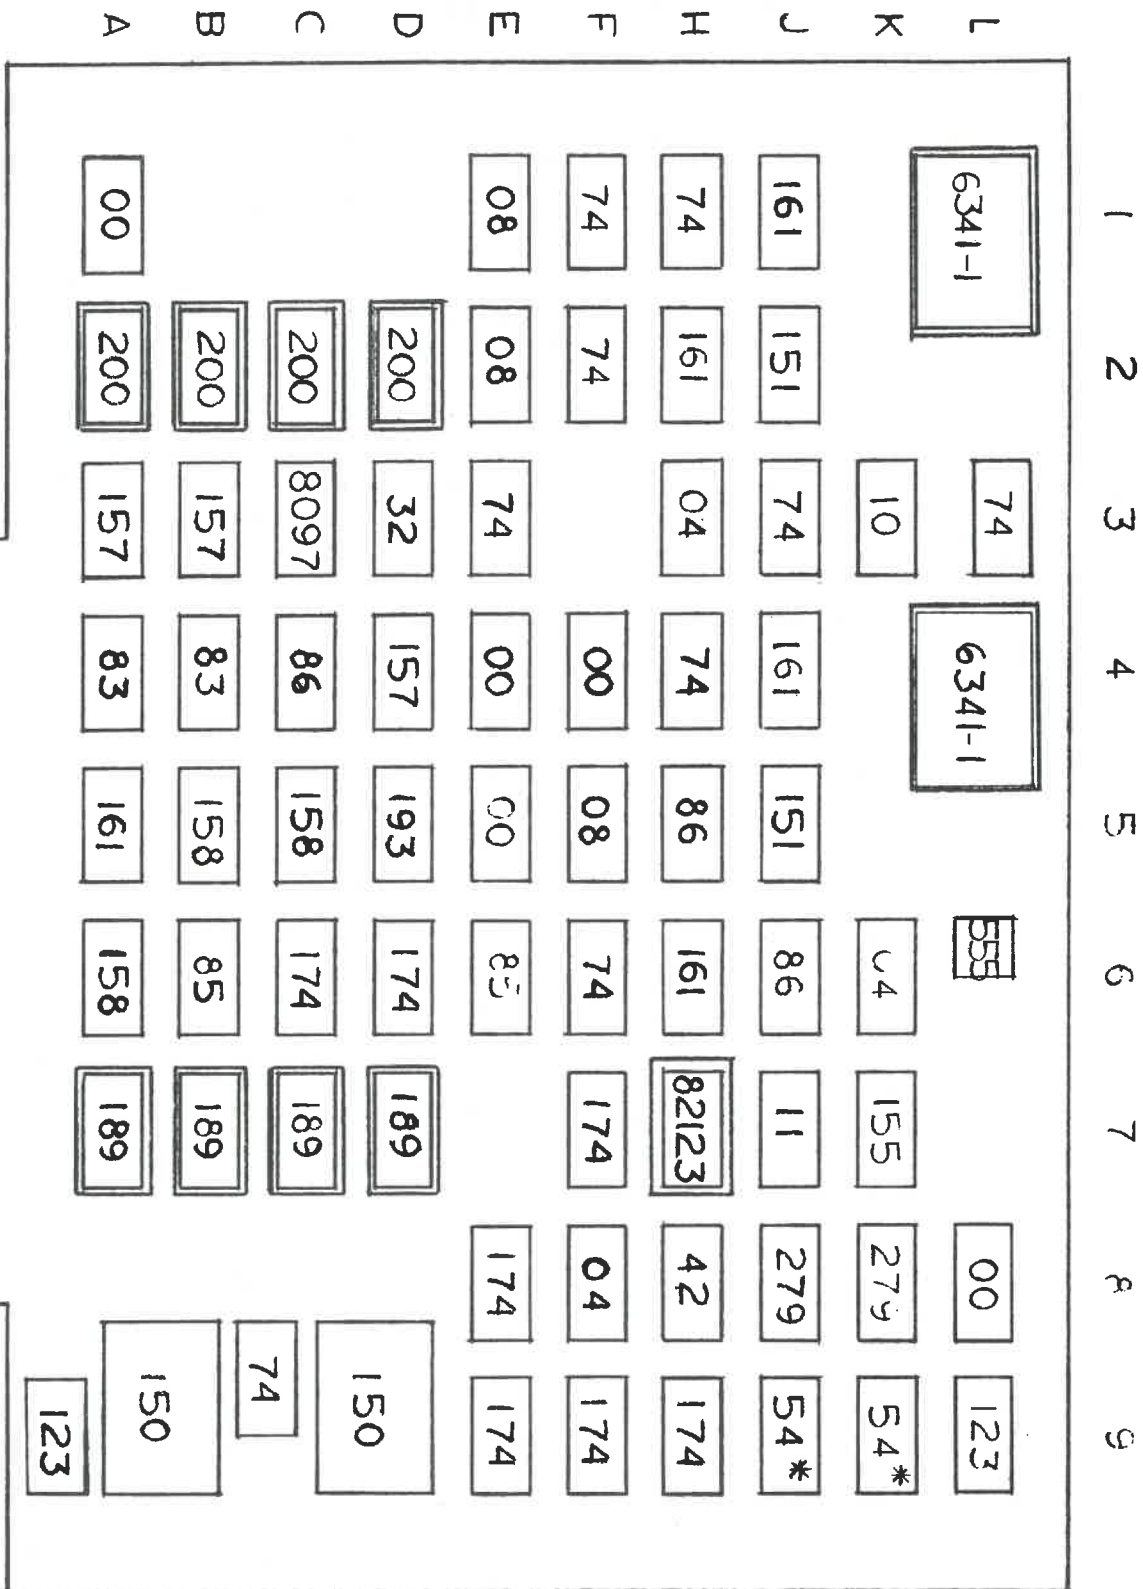 1 2 3 4 5 6 7 8 9
L 6341-1 74 6341-1 555 00 123
K 10 04 155 279 54*
J 161 151 74 161 151 86 11 279 54*
H 74 161 04 74 86 161 82123 42 174
F 74 74 00 08 74 174 04 174
E 08 08 74 00 00 85 174 174
D 200 32 157 193 174 189 150
C 200 8097 86 158 174 189 74
B 200 157 83 158 85 189 150
A 00 200 157 83 161 158 189
123